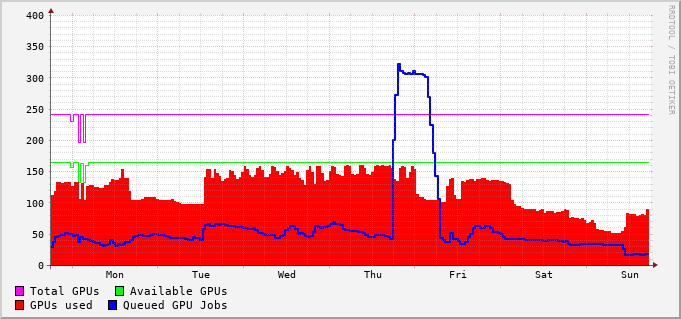 400
350
300
250
200
150
100
50
0
Mon Tue Wed Thu Fri Sat Sun
Total GPUs Available GPUs
GPUs used Queued GPU Jobs
RRDTOOL / TOBI OETIKER